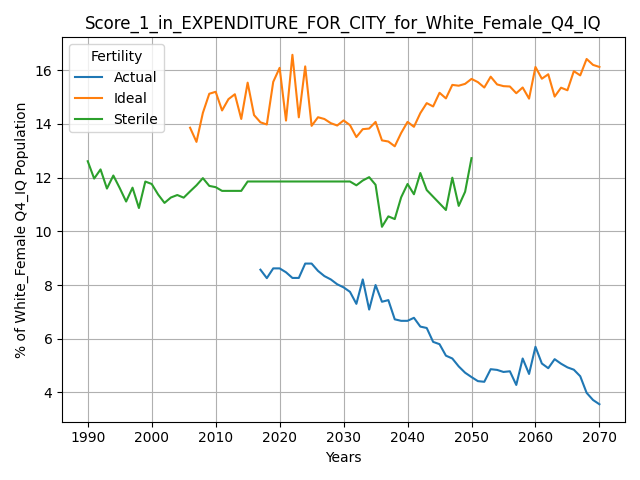 Score_1_in_EXPENDITURE_FOR_CITY_for_White_Female_Q4_IQ
Fertility
Actual
Ideal
Sterile
% of White_Female Q4_IQ Population
16
14
12
10
8
6
4
1990 2000 2010 2020 2030 2040 2050 2060 2070
Years